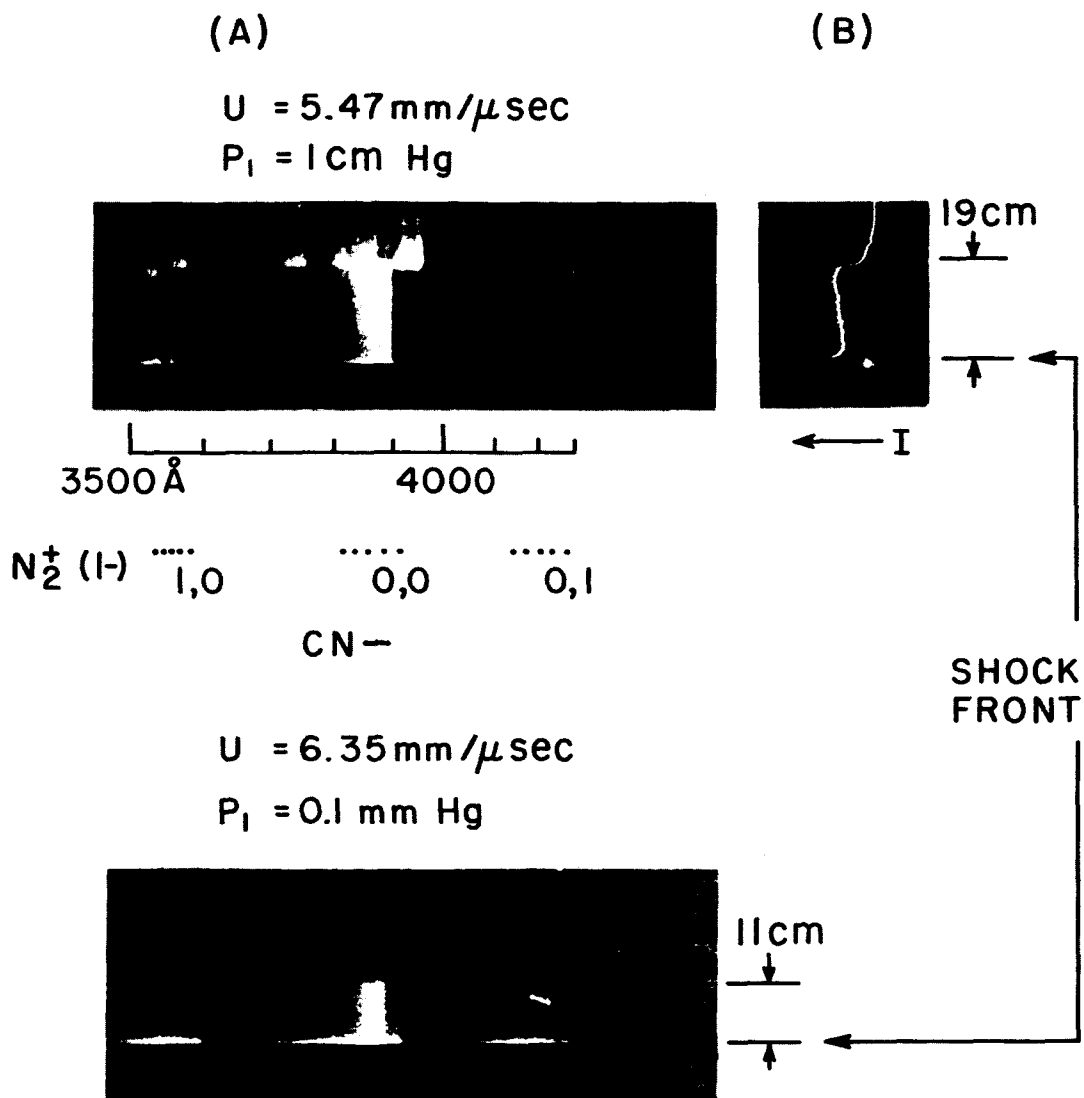 (A)
(B)
U = 5.47 mm/μsec
P₁ = 1 cm Hg
19cm
← I
3500 Å 4000
N₂⁺ (1-) 1,0 0,0 0,1
CN —
SHOCK
FRONT
U = 6.35 mm/μsec
P₁ = 0.1 mm Hg
11cm